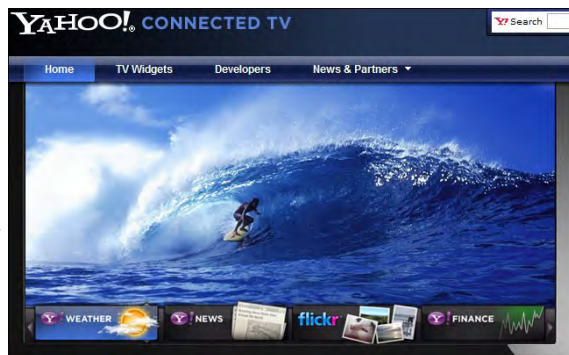 YAHOO!® CONNECTED TV
Y! Search
Home TV Widgets Developers News & Partners
Y! WEATHER Y! NEWS flickr Y! FINANCE